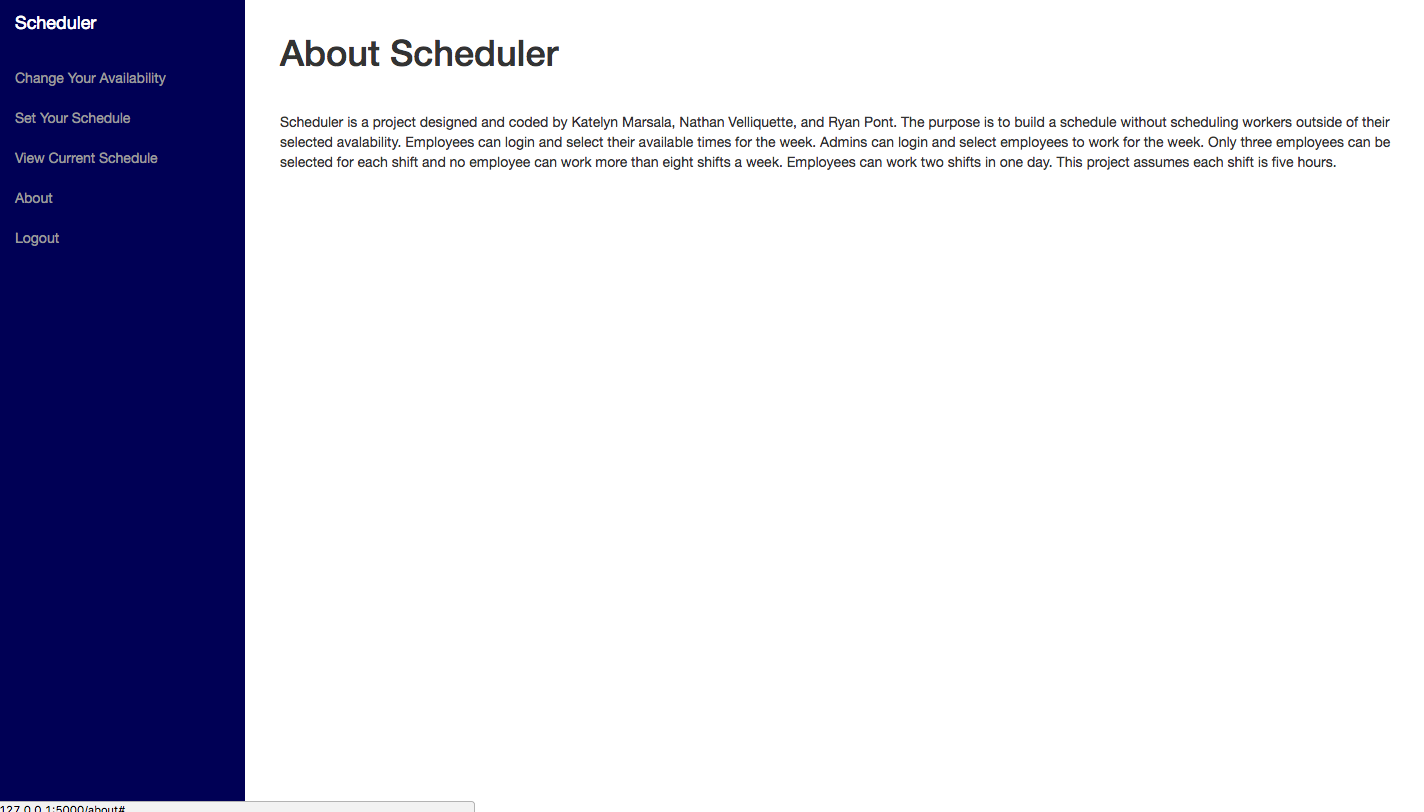 Scheduler
Change Your Availability
Set Your Schedule
View Current Schedule
About
Logout
About Scheduler
Scheduler is a project designed and coded by Katelyn Marsala, Nathan Velliquette, and Ryan Pont. The purpose is to build a schedule without scheduling workers outside of their
selected avalability. Employees can login and select their available times for the week. Admins can login and select employees to work for the week. Only three employees can be
selected for each shift and no employee can work more than eight shifts a week. Employees can work two shifts in one day. This project assumes each shift is five hours.
127.0.0.1:5000/about#